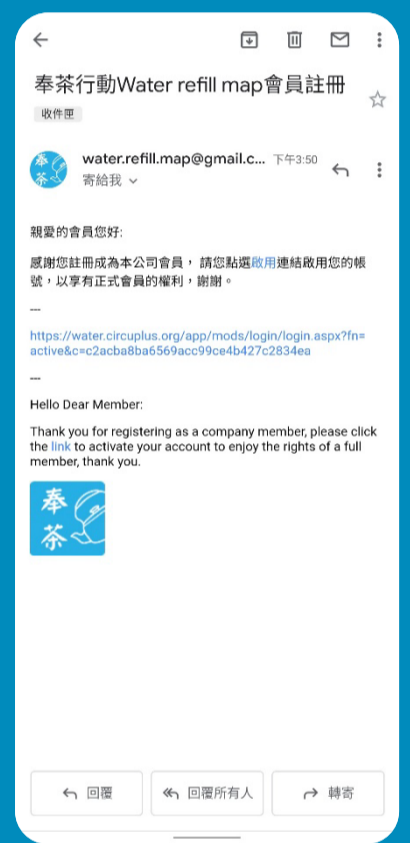 奉茶行動Water refill map會員註冊
收件匣
water.refill.map@gmail.c... 下午3:50
寄給我
親愛的會員您好:
感謝您註冊成為本公司會員， 請您點選啟用連結啟用您的帳
號，以享有正式會員的權利，謝謝。
---
https://water.circuplus.org/app/mods/login/login.aspx?fn=
active&c=c2acba8ba6569acc99ce4b427c2834ea
---
Hello Dear Member:
Thank you for registering as a company member, please click
the link to activate your account to enjoy the rights of a full
member, thank you.
奉
茶
回覆
回覆所有人
轉寄